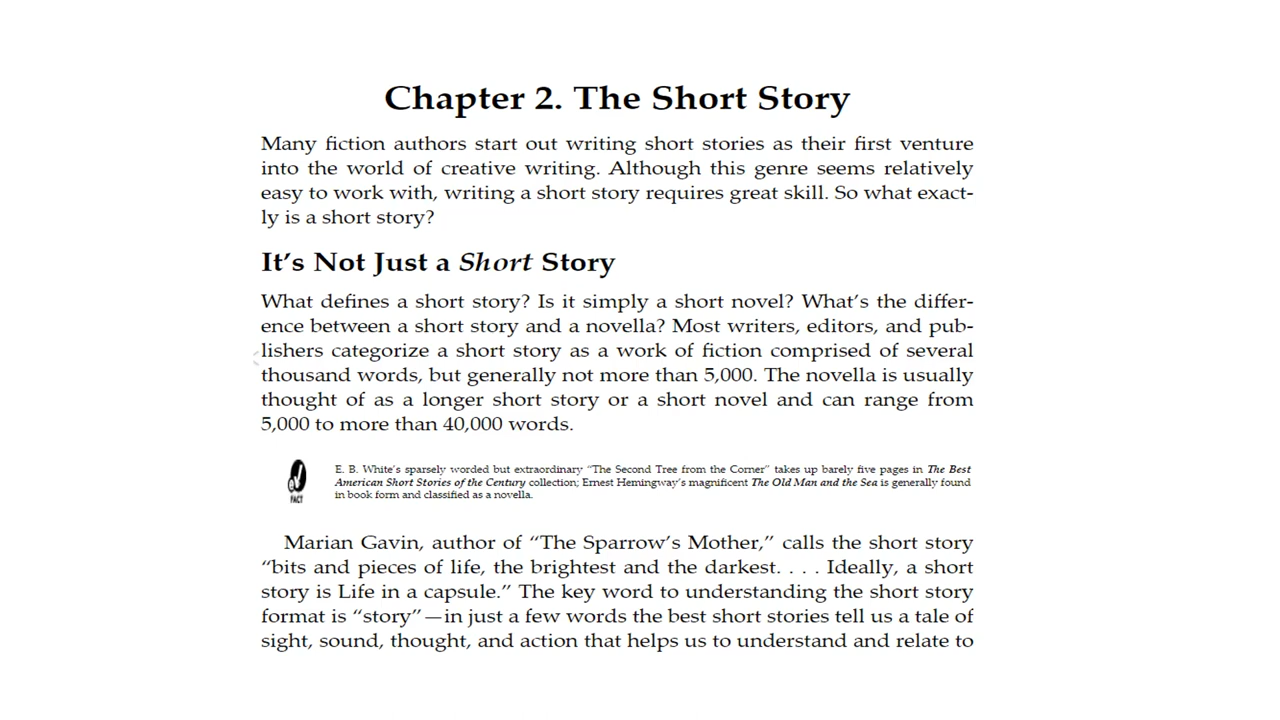 Chapter 2. The Short Story
Many fiction authors start out writing short stories as their first venture
into the world of creative writing. Although this genre seems relatively
easy to work with, writing a short story requires great skill. So what exact-
ly is a short story?
It’s Not Just a Short Story
What defines a short story? Is it simply a short novel? What’s the differ-
ence between a short story and a novella? Most writers, editors, and pub-
lishers categorize a short story as a work of fiction comprised of several
thousand words, but generally not more than 5,000. The novella is usually
thought of as a longer short story or a short novel and can range from
5,000 to more than 40,000 words.
E. B. White’s sparsely worded but extraordinary “The Second Tree from the Corner” takes up barely five pages in The Best
American Short Stories of the Century collection; Ernest Hemingway’s magnificent The Old Man and the Sea is generally found
in book form and classified as a novella.
FACT
Marian Gavin, author of “The Sparrow’s Mother,” calls the short story
“bits and pieces of life, the brightest and the darkest. . . . Ideally, a short
story is Life in a capsule.” The key word to understanding the short story
format is “story”—in just a few words the best short stories tell us a tale of
sight, sound, thought, and action that helps us to understand and relate to